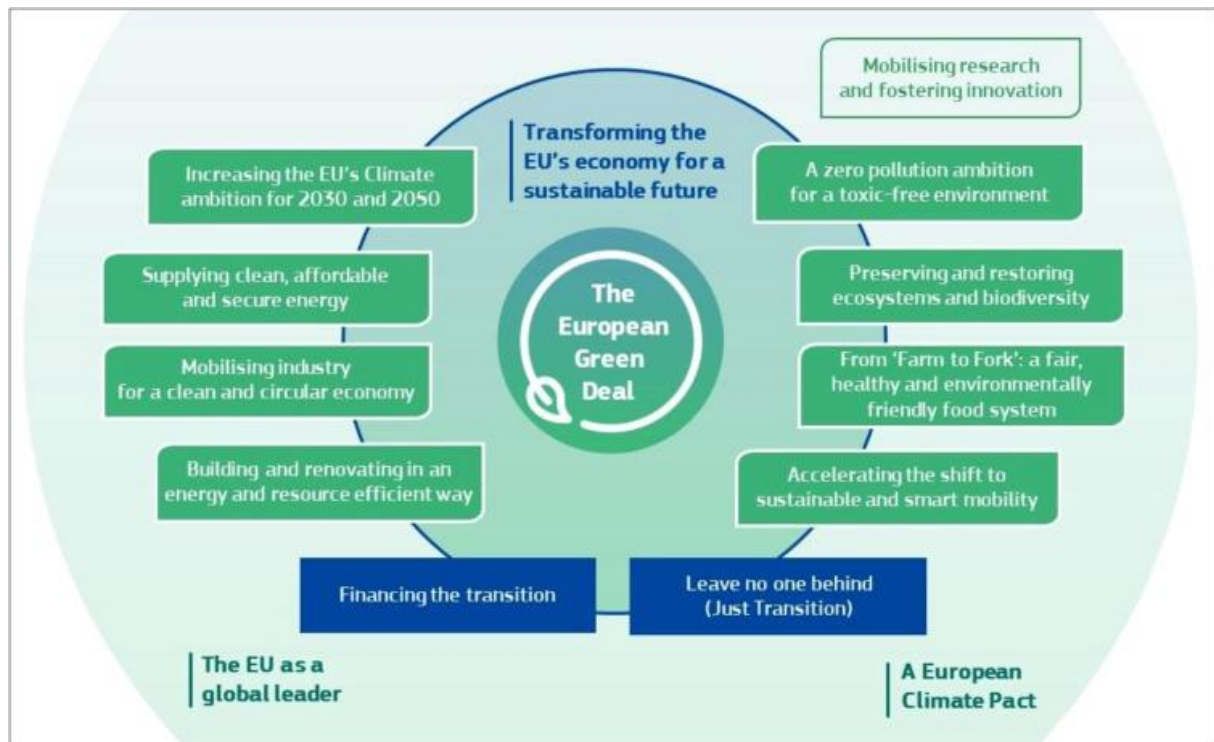 Mobilising research
and fostering innovation
Transforming the
EU's economy for a
sustainable future
Increasing the EU's Climate
ambition for 2030 and 2050
A zero pollution ambition
for a toxic-free environment
Supplying clean, affordable
and secure energy
Preserving and restoring
ecosystems and biodiversity
The
European
Green
Deal
Mobilising industry
for a clean and circular economy
From 'Farm to Fork': a fair,
healthy and environmentally
friendly food system
Building and renovating in an
energy and resource efficient way
Accelerating the shift to
sustainable and smart mobility
Financing the transition
Leave no one behind
(Just Transition)
The EU as a
global leader
A European
Climate Pact